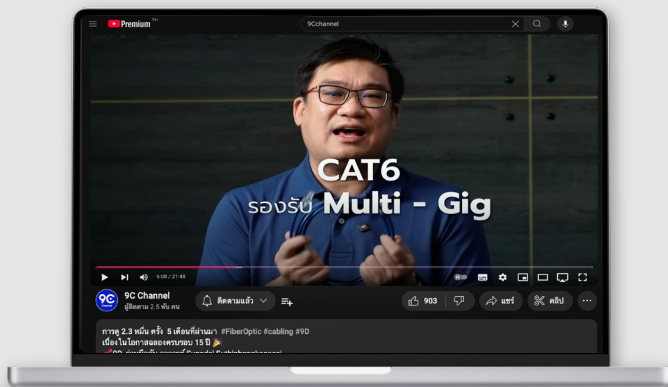 Premium TH
9Cchannel
CAT6
รองรับ Multi - Gig
6:08 / 21:40
9C
9C Channel
ผู้ติดตาม 2.5 พัน คน
ติดตามแล้ว
903
แชร์
คลิป
การดู 2.3 หมื่น ครั้ง 5 เดือนที่ผ่านมา #FiberOptic #cabling #9D
เนื่องในโอกาสฉลองครบรอบ 15 ปี 🎉